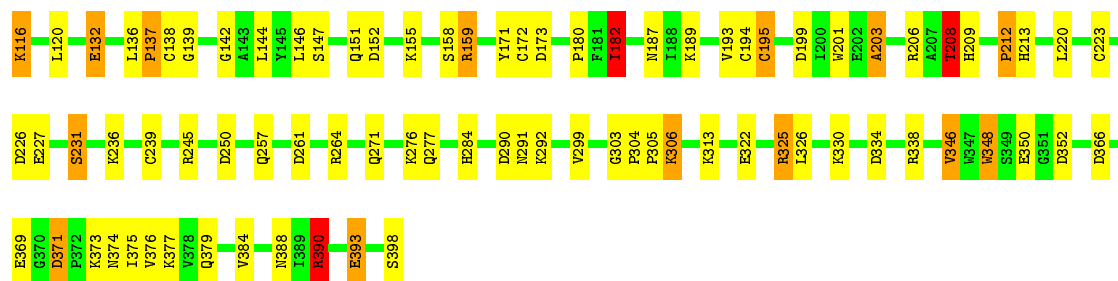 K116 L120 E132 L136 P137 C138 G139 G142 A143 L144 Y145 L146 S147 Q151 D152 K155 S158 R159 Y171 C172 D173 P180 F181 I182 N187 I188 K189 V193 C194 C195 D199 I200 W201 E202 A203 R206 A207 T208 H209 P212 H213 L220 C223
D226 E227 S231 K236 C239 R245 D250 Q257 D261 R264 Q271 K276 Q277 H284 D290 N291 K292 V299 G303 P304 P305 K306 K313 E322 R325 L326 K330 D334 R338 V346 W347 W348 S349 E350 G351 D352 D366
E369 G370 D371 P372 K373 N374 I375 V376 K377 V378 Q379 V384 N388 I389 R390 E393 S398